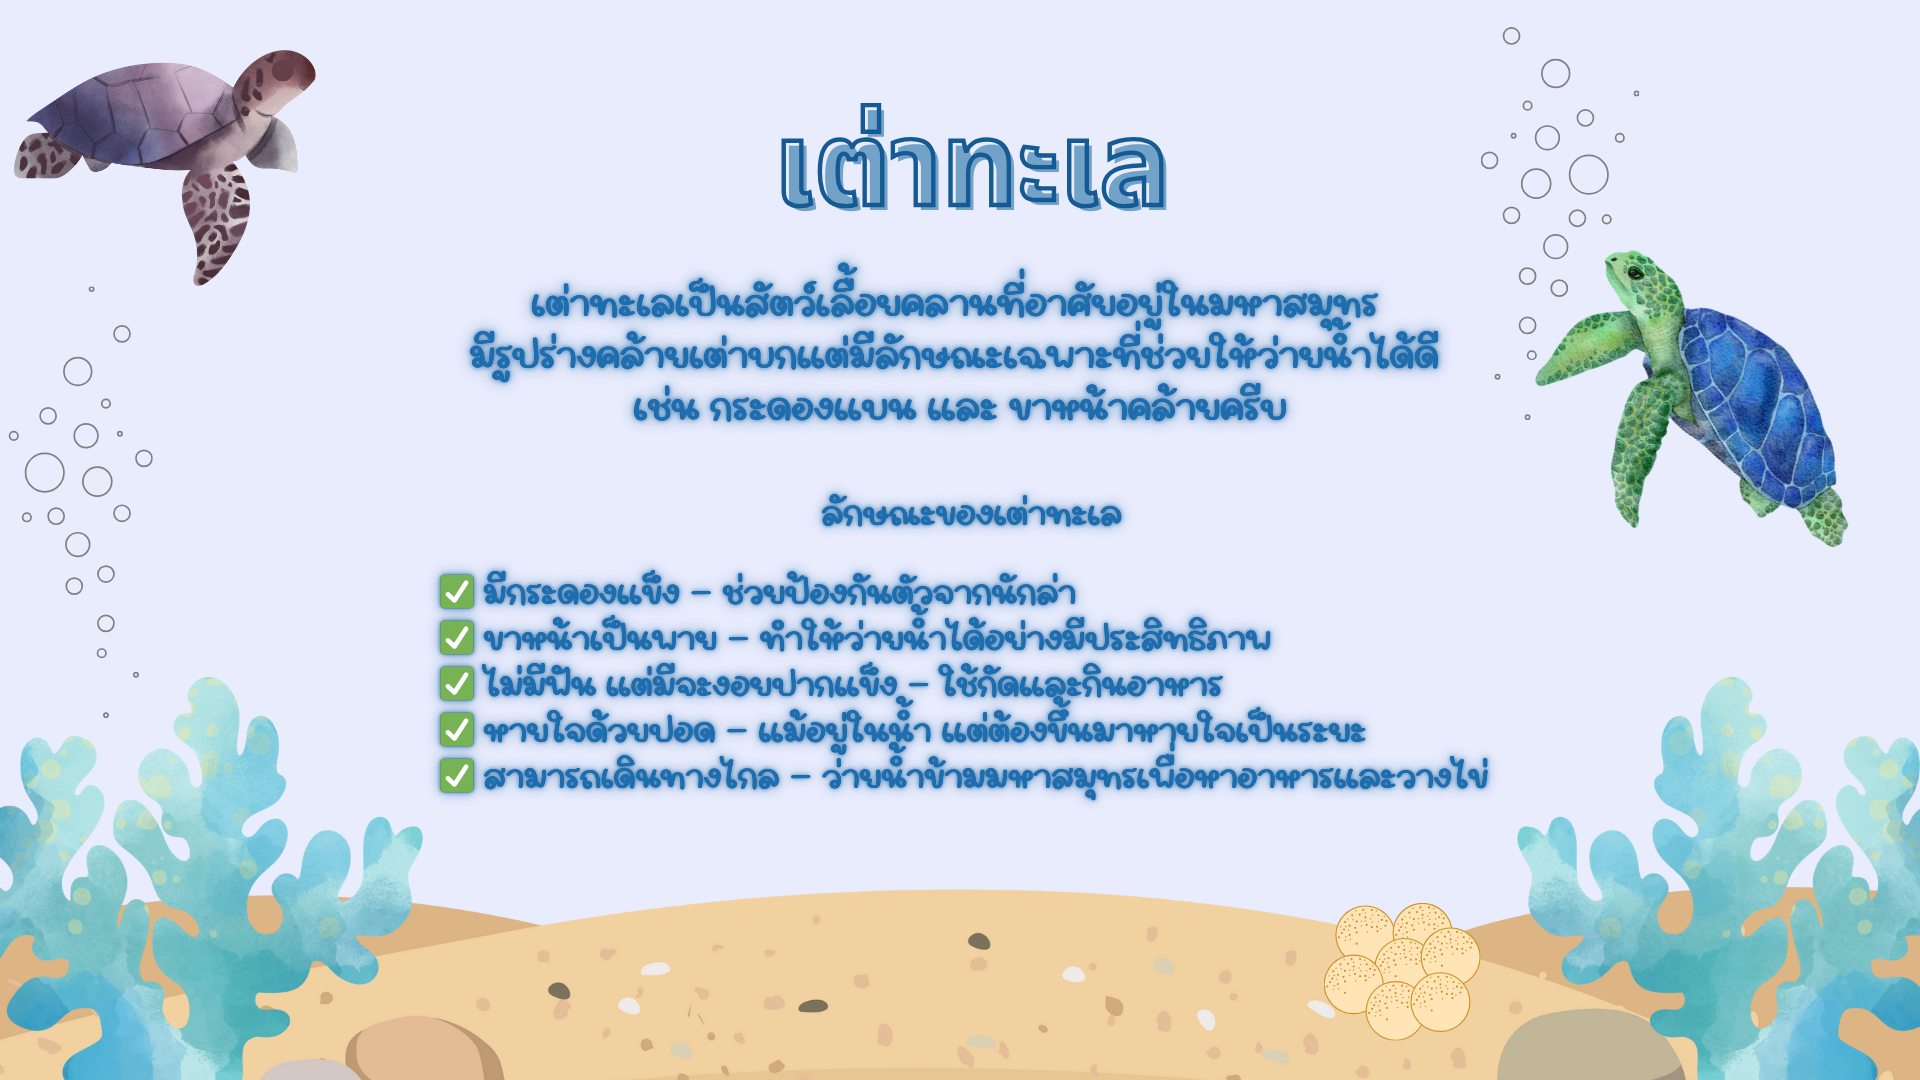 เต่าทะเล
เต่าทะเลเป็นสัตว์เลื้อยคลานที่อาศัยอยู่ในมหาสมุทร
มีรูปร่างคล้ายเต่าบกแต่มีลักษณะเฉพาะที่ช่วยให้ว่ายน้ำได้ดี
เช่น กระดองแบน และ ขาหน้าคล้ายครีบ
ลักษณะของเต่าทะเล
✅ มีกระดองแข็ง – ช่วยป้องกันตัวจากนักล่า
✅ ขาหน้าเป็นพาย – ทำให้ว่ายน้ำได้อย่างมีประสิทธิภาพ
✅ ไม่มีฟัน แต่มีจะงอยปากแข็ง – ใช้กัดและกินอาหาร
✅ หายใจด้วยปอด – แม้อยู่ในน้ำ แต่ต้องขึ้นมาหายใจเป็นระยะ
✅ สามารถเดินทางไกล – ว่ายน้ำข้ามมหาสมุทรเพื่อหาอาหารและวางไข่